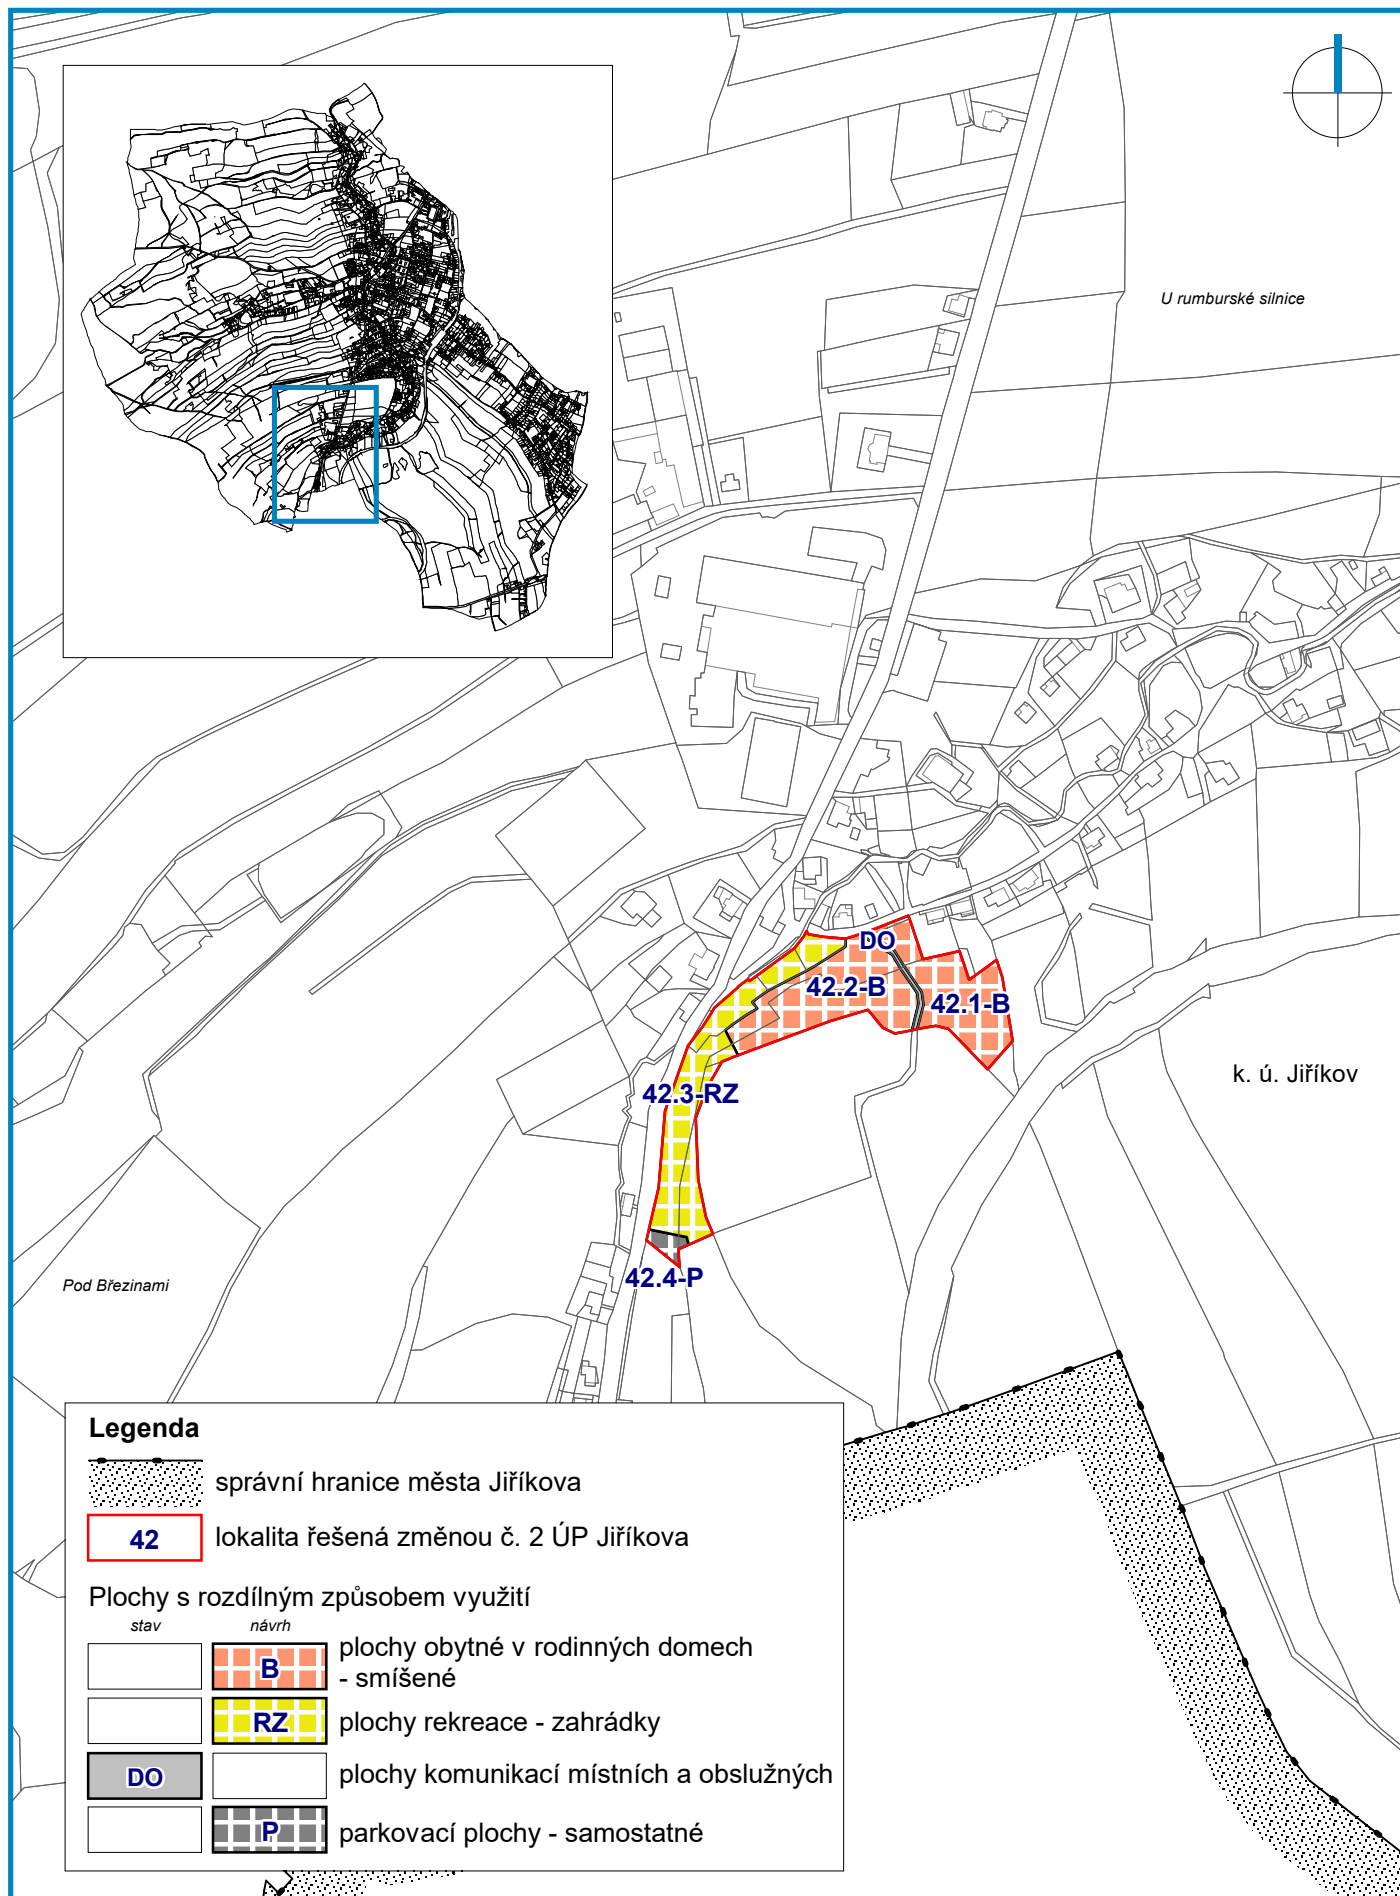 U rumburské silnice
DO
42.2-B
42.1-B
k. ú. Jiříkov
42.3-RZ
42.4-P
Pod Březinami
Legenda
správní hranice města Jiříkova
42 lokalita řešená změnou č. 2 ÚP Jiříkova
Plochy s rozdílným způsobem využití
stav návrh
B plochy obytné v rodinných domech
- smíšené
RZ plochy rekreace - zahrádky
DO plochy komunikací místních a obslužných
P parkovací plochy - samostatné